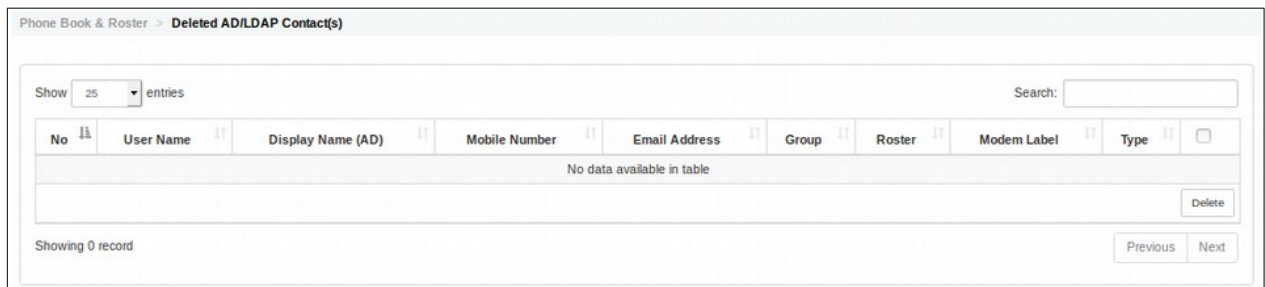 Phone Book & Roster > Deleted AD/LDAP Contact(s)
Show 25 entries Search:
No User Name Display Name (AD) Mobile Number Email Address Group Roster Modem Label Type
No data available in table
Delete
Showing 0 record Previous Next